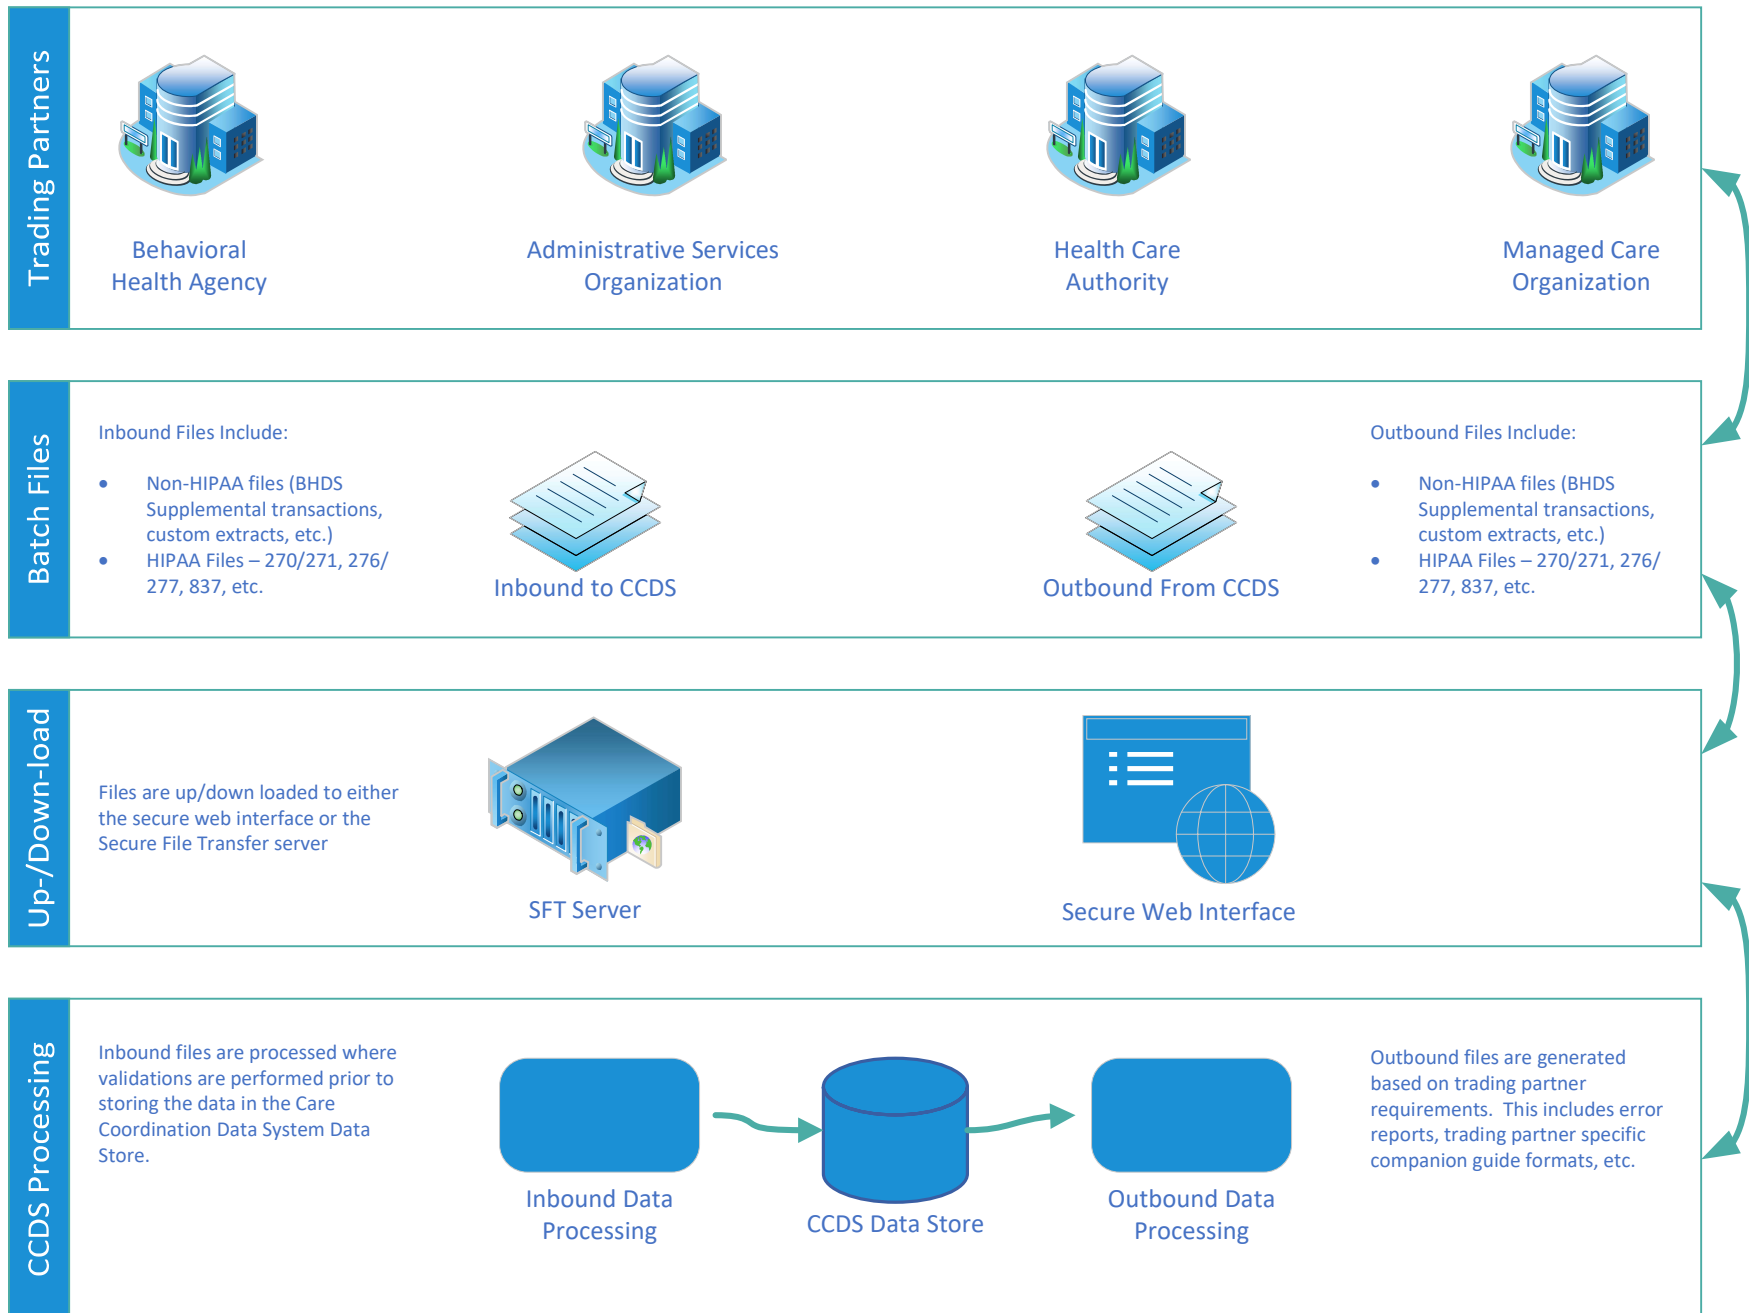 Trading Partners
Behavioral
Health Agency
Administrative Services
Organization
Health Care
Authority
Managed Care
Organization
Batch Files
Inbound Files Include:
• Non-HIPAA files (BHDS
Supplemental transactions,
custom extracts, etc.)
• HIPAA Files – 270/271, 276/
277, 837, etc.
Inbound to CCDS
Outbound From CCDS
Outbound Files Include:
• Non-HIPAA files (BHDS
Supplemental transactions,
custom extracts, etc.)
• HIPAA Files – 270/271, 276/
277, 837, etc.
Up-/Down-load
Files are up/down loaded to either
the secure web interface or the
Secure File Transfer server
SFT Server
Secure Web Interface
CCDS Processing
Inbound files are processed where
validations are performed prior to
storing the data in the Care
Coordination Data System Data
Store.
Inbound Data
Processing
CCDS Data Store
Outbound Data
Processing
Outbound files are generated
based on trading partner
requirements.  This includes error
reports, trading partner specific
companion guide formats, etc.